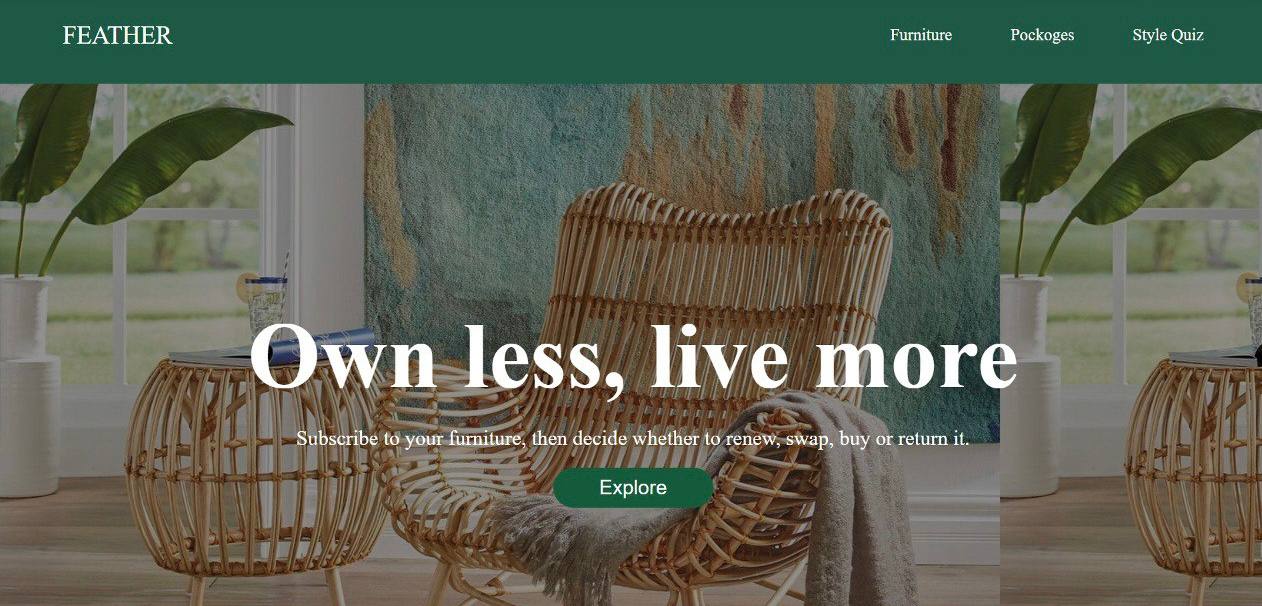 FEATHER
Furniture Pockoges Style Quiz
Own less, live more
Subscribe to your furniture, then decide whether to renew, swap, buy or return it.
Explore